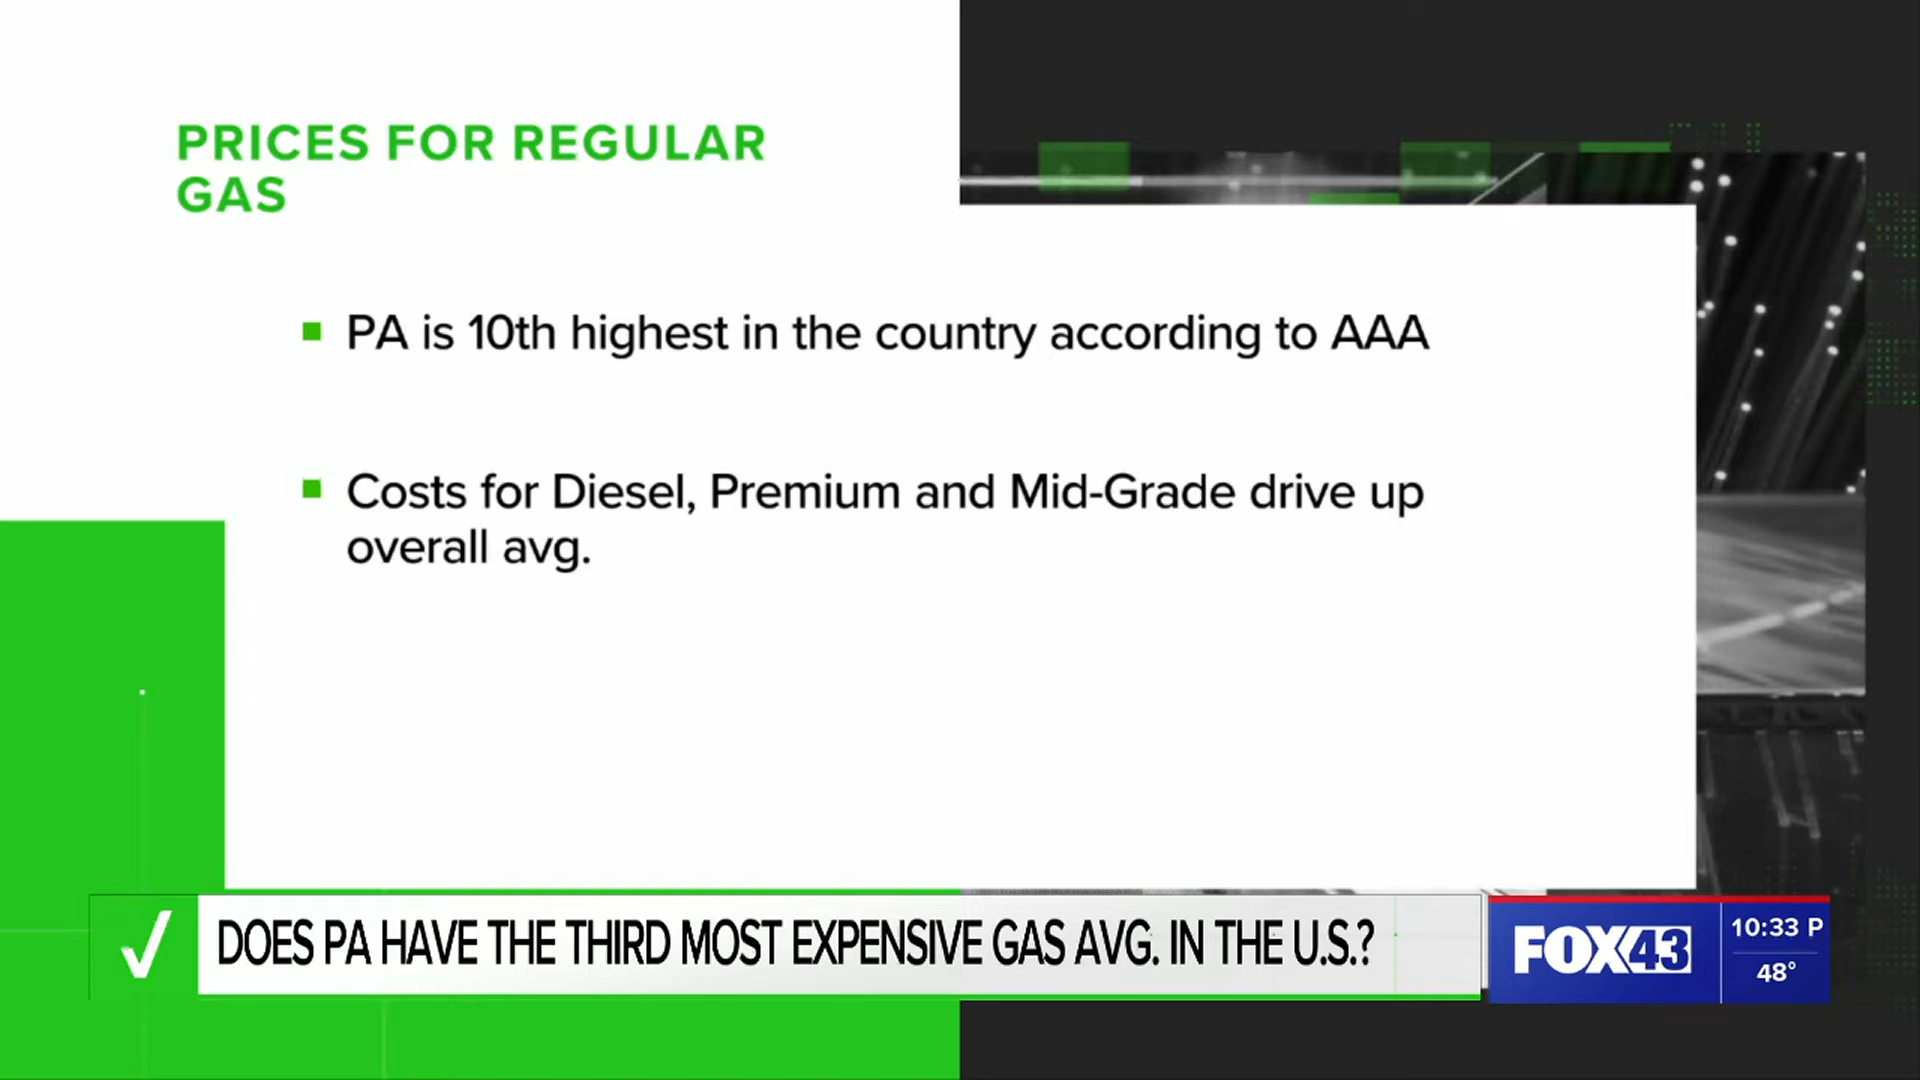 PRICES FOR REGULAR
GAS
PA is 10th highest in the country according to AAA
Costs for Diesel, Premium and Mid-Grade drive up
overall avg.
DOES PA HAVE THE THIRD MOST EXPENSIVE GAS AVG. IN THE U.S.?
FOX43
10:33 P
48°